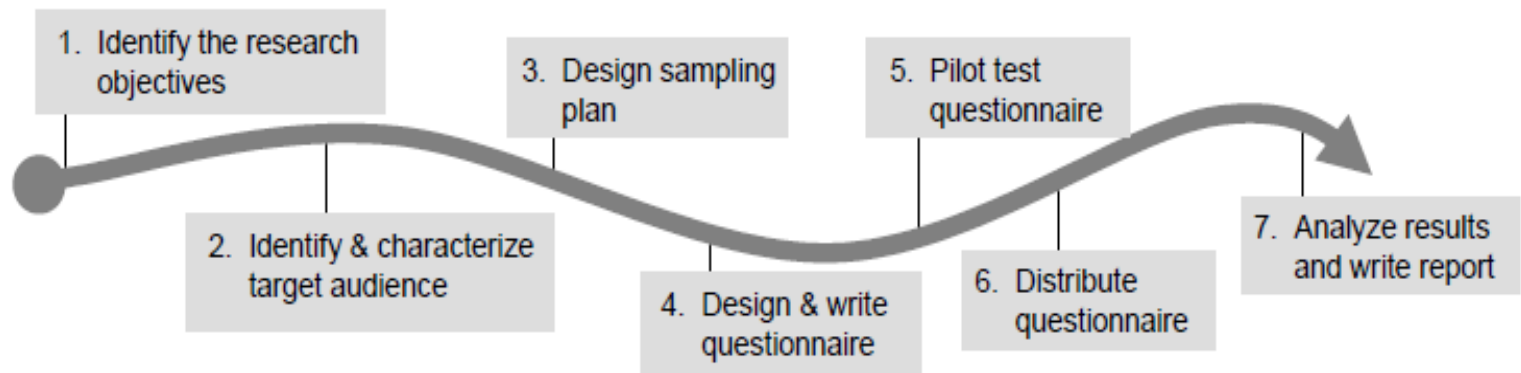 1. Identify the research
objectives
2. Identify & characterize
target audience
3. Design sampling
plan
4. Design & write
questionnaire
5. Pilot test
questionnaire
6. Distribute
questionnaire
7. Analyze results
and write report